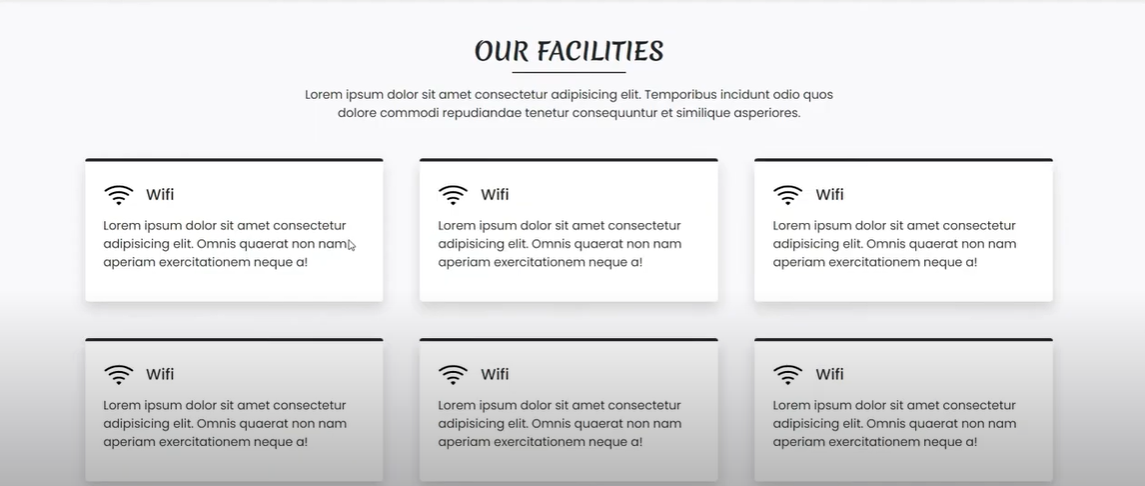 OUR FACILITIES
Lorem ipsum dolor sit amet consectetur adipisicing elit. Temporibus incidunt odio quos
dolore commodi repudiandae tenetur consequuntur et similique asperiores.
Wifi
Lorem ipsum dolor sit amet consectetur
adipisicing elit. Omnis quaerat non nam
aperiam exercitationem neque a!
Wifi
Lorem ipsum dolor sit amet consectetur
adipisicing elit. Omnis quaerat non nam
aperiam exercitationem neque a!
Wifi
Lorem ipsum dolor sit amet consectetur
adipisicing elit. Omnis quaerat non nam
aperiam exercitationem neque a!
Wifi
Lorem ipsum dolor sit amet consectetur
adipisicing elit. Omnis quaerat non nam
aperiam exercitationem neque a!
Wifi
Lorem ipsum dolor sit amet consectetur
adipisicing elit. Omnis quaerat non nam
aperiam exercitationem neque a!
Wifi
Lorem ipsum dolor sit amet consectetur
adipisicing elit. Omnis quaerat non nam
aperiam exercitationem neque a!